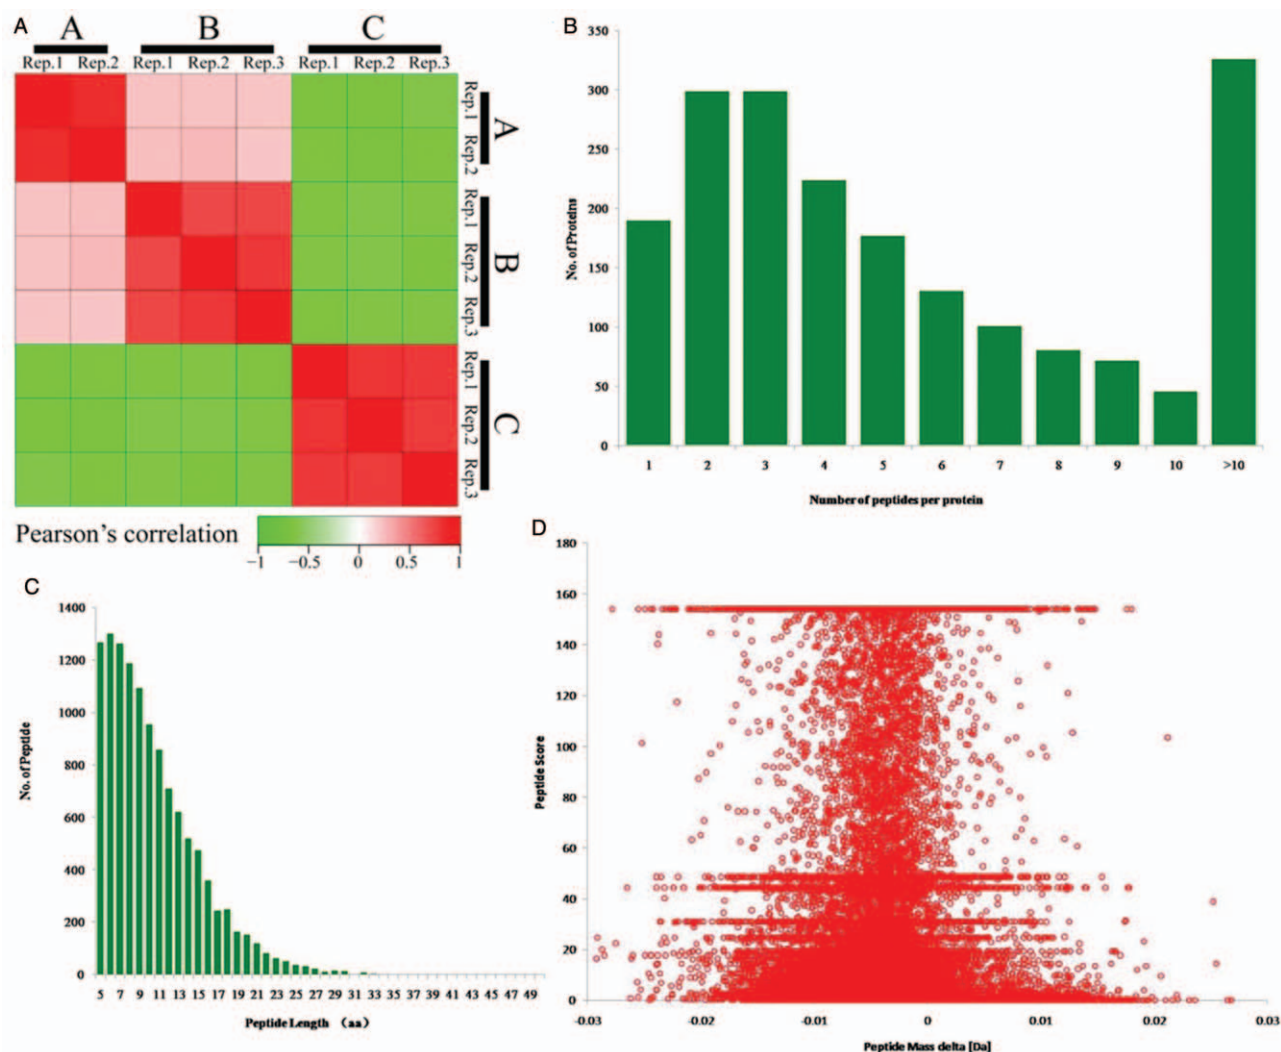 A
A B C
Rep.1 Rep.2 Rep.1 Rep.2 Rep.3 Rep.1 Rep.2 Rep.3
Rep.1
Rep.2
A
Rep.1
Rep.2
Rep.3
B
Rep.1
Rep.2
Rep.3
C
Pearson's correlation
−1 −0.5 0 0.5 1
B
350
300
250
200
150
100
50
0
No. of Proteins
1 2 3 4 5 6 7 8 9 10 >10
Number of peptides per protein
C
1400
1200
1000
800
600
400
200
0
No. of Peptide
5 7 9 11 13 15 17 19 21 23 25 27 29 31 33 35 37 39 41 43 45 47 49
Peptide Length (aa)
D
180
160
140
120
100
80
60
40
20
0
Peptide Score
-0.03 -0.02 -0.01 0 0.01 0.02 0.03
Peptide Mass delta [Da]